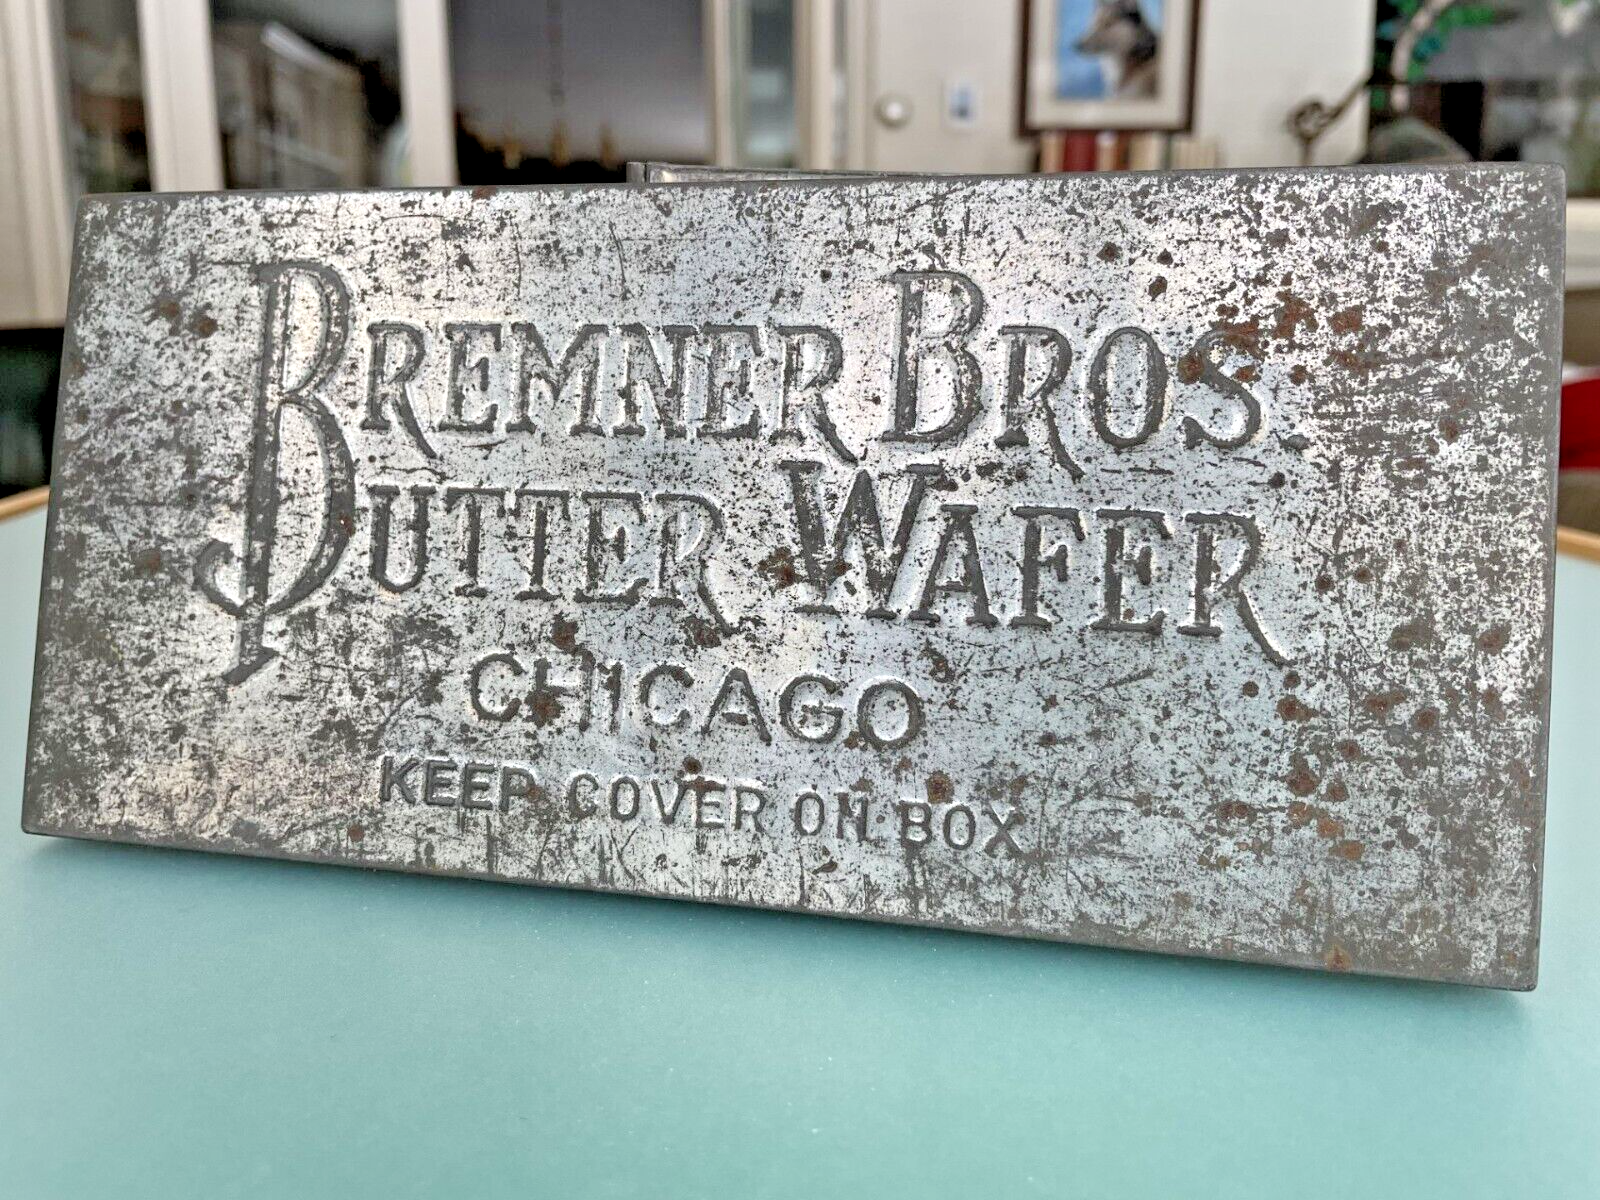 BREMNER BROS.
BUTTER WAFER
CHICAGO
KEEP COVER ON BOX